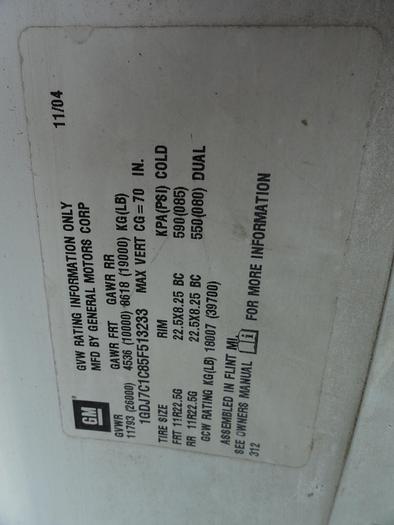 GVW RATING INFORMATION ONLY 11/04
GM MFD BY GENERAL MOTORS CORP
GVWR GAWR FRT GAWR RR
11793 (26000) 4536 (10000) 8618 (19000) KG(LB)
1GDJ7C1C85F513233 MAX VERT CG=70 IN.
TIRE SIZE RIM KPA(PSI) COLD
FRT 11R22.5G 22.5X8.25 BC 590(085)
RR 11R22.5G 22.5X8.25 BC 550(080) DUAL
GCW RATING KG(LB) 18007 (39700)
ASSEMBLED IN FLINT MI.
SEE OWNERS MANUAL FOR MORE INFORMATION
312